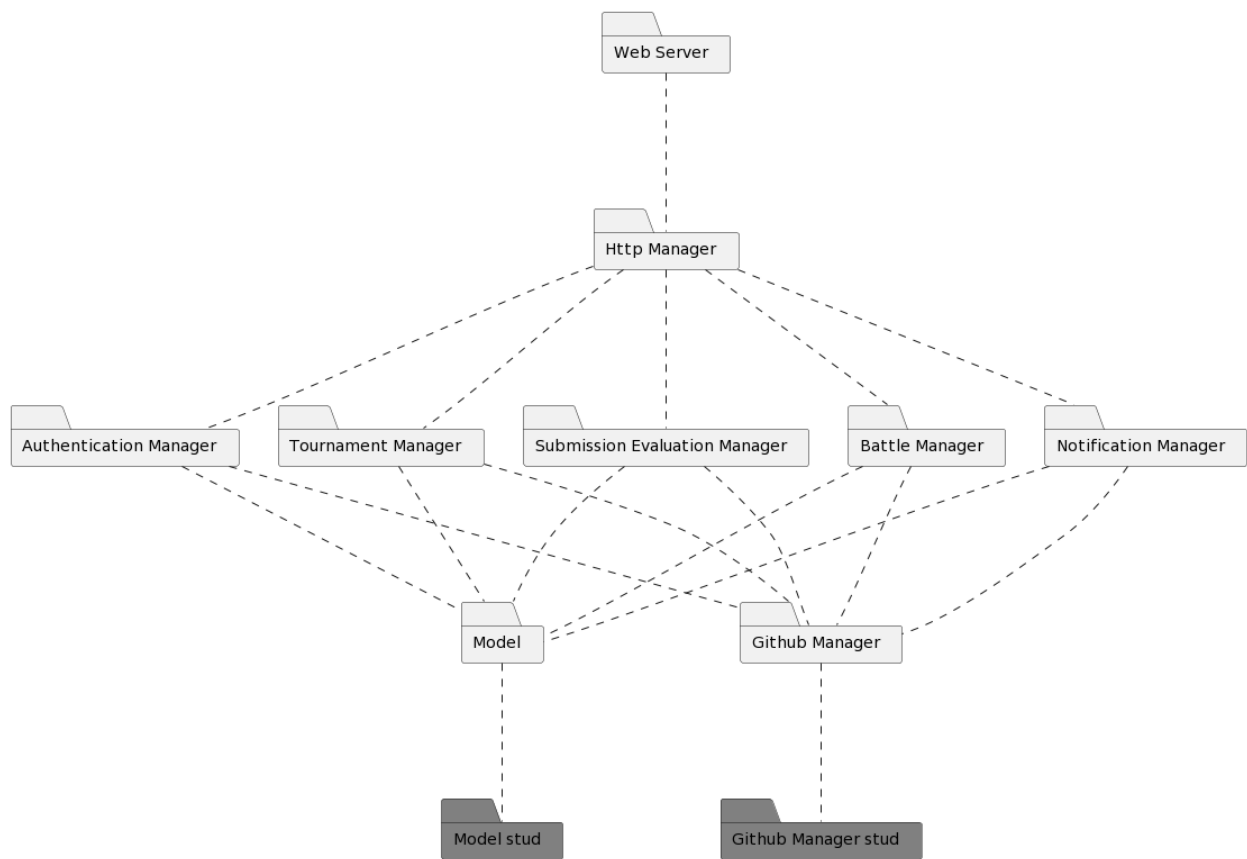 Web Server
Http Manager
Authentication Manager
Tournament Manager
Submission Evaluation Manager
Battle Manager
Notification Manager
Model
Github Manager
Model stud
Github Manager stud